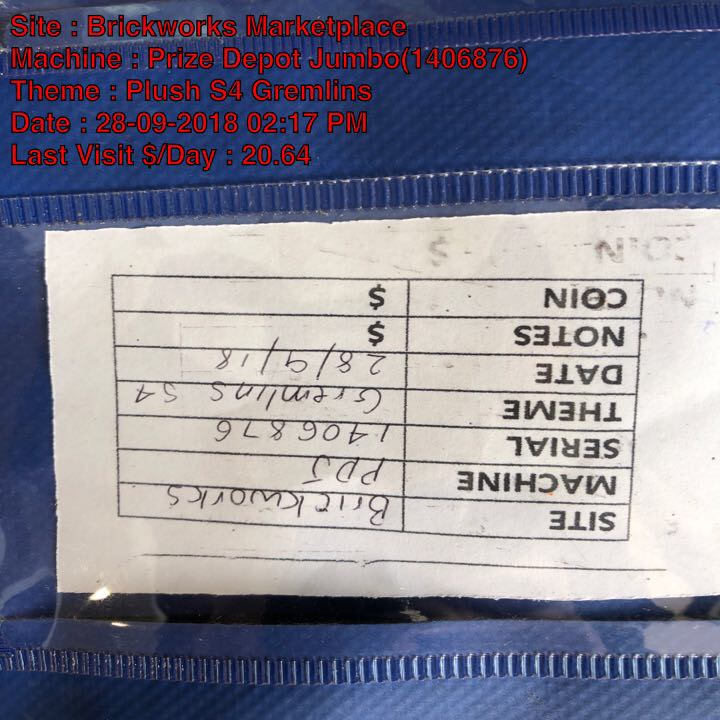 Site : Brickworks Marketplace
Machine : Prize Depot Jumbo(1406876)
Theme : Plush S4 Gremlins
Date : 28-09-2018 02:17 PM
Last Visit $/Day : 20.64
SITE Brickworks
MACHINE PDJ
SERIAL 1406876
THEME Gremlins S4
DATE 28/9/18
NOTES $
COIN $
COIN $